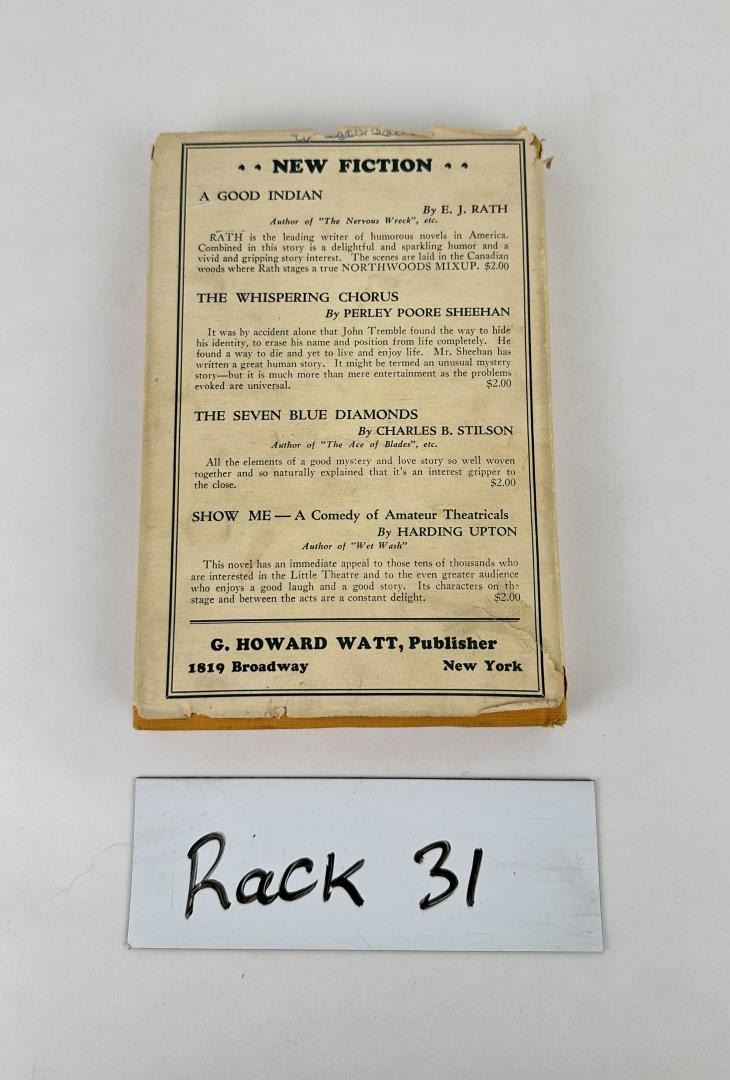 NEW FICTION
A GOOD INDIAN
By E. J. RATH
Author of "The Nervous Wreck", etc.
RATH is the leading writer of humorous novels in America.
Combined in this story is a delightful and sparkling humor and a
vivid and gripping story interest. The scenes are laid in the Canadian
woods where Rath stages a true NORTHWOODS MIXUP. $2.00
THE WHISPERING CHORUS
By PERLEY POORE SHEEHAN
It was by accident alone that John Tremble found the way to hide
his identity, to erase his name and position from life completely. He
found a way to die and yet to live and enjoy life. Mr. Sheehan has
written a great human story. It might be termed an unusual mystery
story—but it is much more than mere entertainment as the problems
evoked are universal. $2.00
THE SEVEN BLUE DIAMONDS
By CHARLES B. STILSON
Author of "The Ace of Blades", etc.
All the elements of a good mystery and love story so well woven
together and so naturally explained that it's an interest gripper to
the close. $2.00
SHOW ME — A Comedy of Amateur Theatricals
By HARDING UPTON
Author of "Wet Wash"
This novel has an immediate appeal to those tens of thousands who
are interested in the Little Theatre and to the even greater audience
who enjoys a good laugh and a good story. Its characters on the
stage and between the acts are a constant delight. $2.00
G. HOWARD WATT, Publisher
1819 Broadway New York
Rack 31